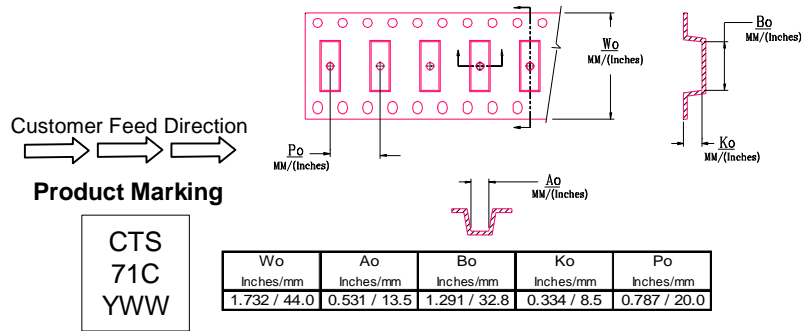 Wo
MM/(Inches)
Bo
MM/(Inches)
Customer Feed Direction
Po
MM/(Inches)
Ko
MM/(Inches)
Ao
MM/(Inches)
Product Marking
CTS
71C
YWW
Wo Ao Bo Ko Po
Inches/mm Inches/mm Inches/mm Inches/mm Inches/mm
1.732 / 44.0 0.531 / 13.5 1.291 / 32.8 0.334 / 8.5 0.787 / 20.0